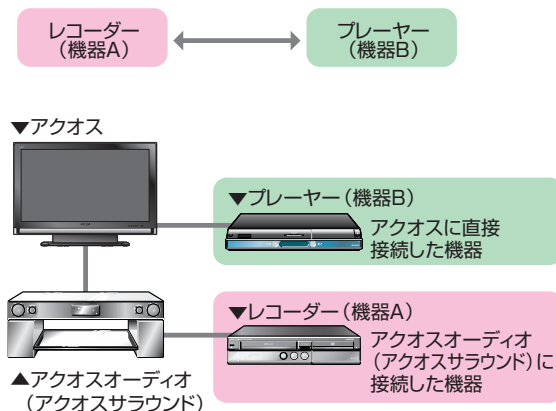 レコーダー
（機器A）
プレーヤー
（機器B）
▼アクオス
▼プレーヤー（機器B）
アクオスに直接
接続した機器
▼レコーダー（機器A）
アクオスオーディオ
（アクオスサラウンド）に
接続した機器
▲アクオスオーディオ
（アクオスサラウンド）